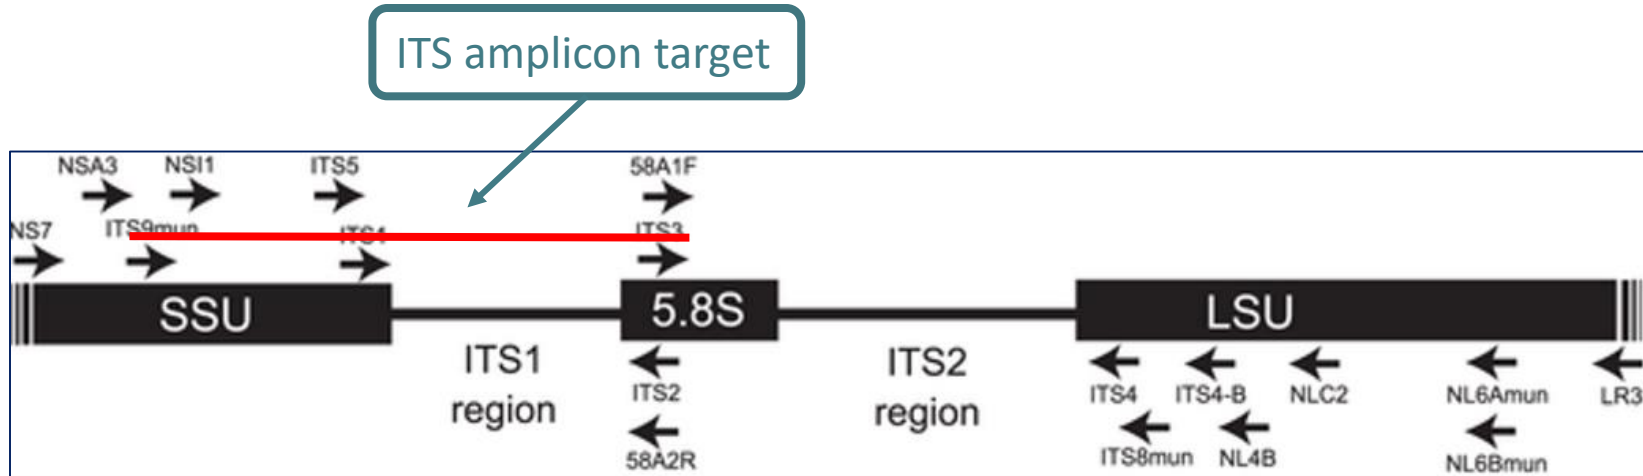 ITS amplicon target
NSA3 NSI1 ITS5 58A1F
NS7 ITS9mun ITS1 ITS3
SSU 5.8S LSU
ITS1 ITS2
region region
ITS2 ITS4 ITS4-B NLC2 NL6Amun LR3
58A2R ITS8mun NL4B NL6Bmun